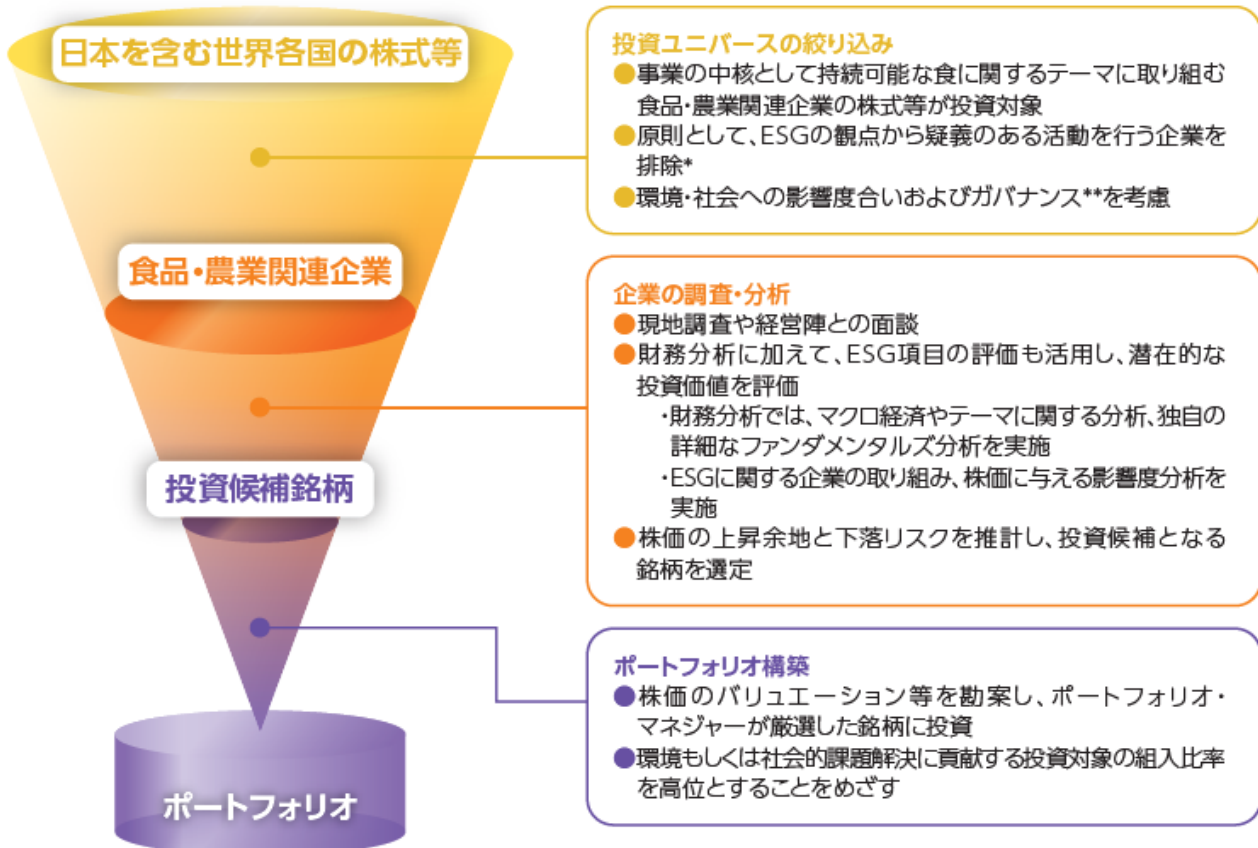 日本を含む世界各国の株式等
投資ユニバースの絞り込み
●事業の中核として持続可能な食に関するテーマに取り組む
食品・農業関連企業の株式等が投資対象
●原則として、ESGの観点から疑義のある活動を行う企業を
排除*
●環境・社会への影響度合いおよびガバナンス**を考慮
食品・農業関連企業
企業の調査・分析
●現地調査や経営陣との面談
●財務分析に加えて、ESG項目の評価も活用し、潜在的な
投資価値を評価
・財務分析では、マクロ経済やテーマに関する分析、独自の
詳細なファンダメンタルズ分析を実施
・ESGに関する企業の取り組み、株価に与える影響度分析を
実施
●株価の上昇余地と下落リスクを推計し、投資候補となる
銘柄を選定
投資候補銘柄
ポートフォリオ構築
●株価のバリュエーション等を勘案し、ポートフォリオ・
マネジャーが厳選した銘柄に投資
●環境もしくは社会的課題解決に貢献する投資対象の組入比率
を高位とすることをめざす
ポートフォリオ